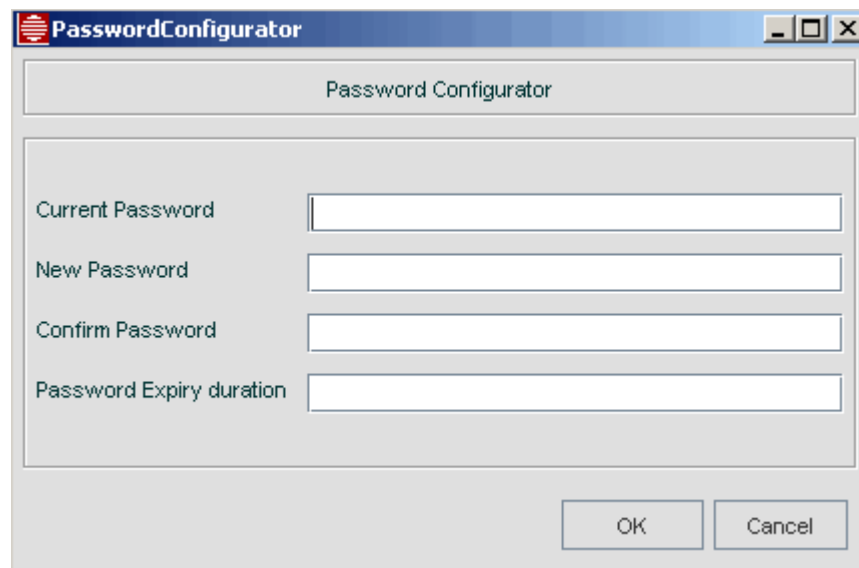 PasswordConfigurator
Password Configurator
Current Password
New Password
Confirm Password
Password Expiry duration
OK Cancel